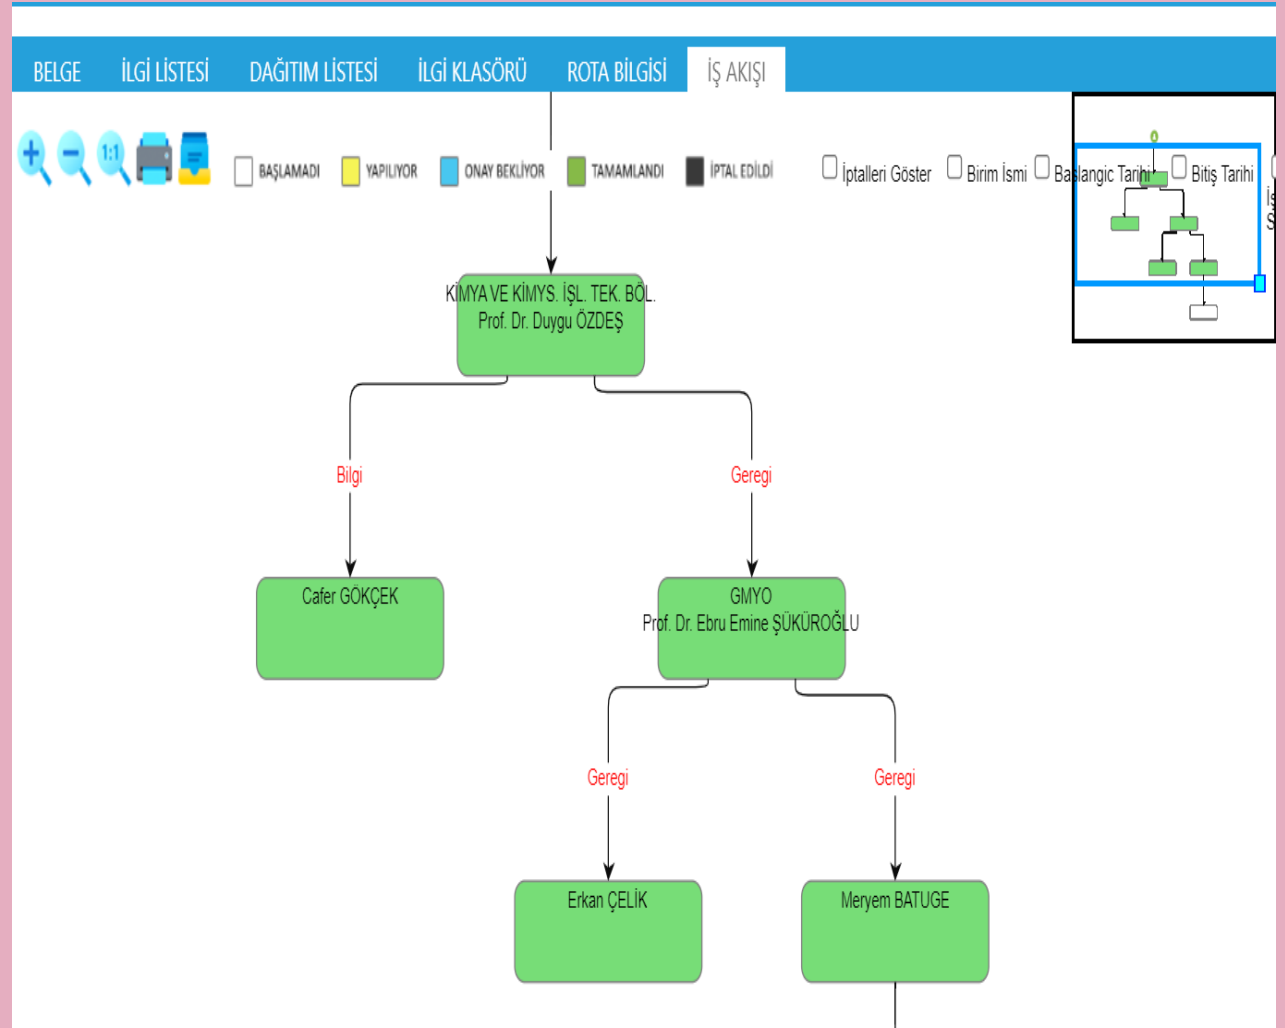 BELGE
İLGİ LİSTESİ
DAĞITIM LİSTESİ
İLGİ KLASÖRÜ
ROTA BİLGİSİ
İŞ AKIŞI
1:1
BAŞLAMADI
YAPILIYOR
ONAY BEKLİYOR
TAMAMLANDI
İPTAL EDİLDİ
İptalleri Göster
Birim İsmi
Baslangic Tarihi
Bitiş Tarihi
KİMYA VE KİMYS. İŞL. TEK. BÖL.
Prof. Dr. Duygu ÖZDEŞ
Bilgi
Geregi
Cafer GÖKÇEK
GMYO
Prof. Dr. Ebru Emine ŞÜKÜROĞLU
Geregi
Geregi
Erkan ÇELİK
Meryem BATUGE